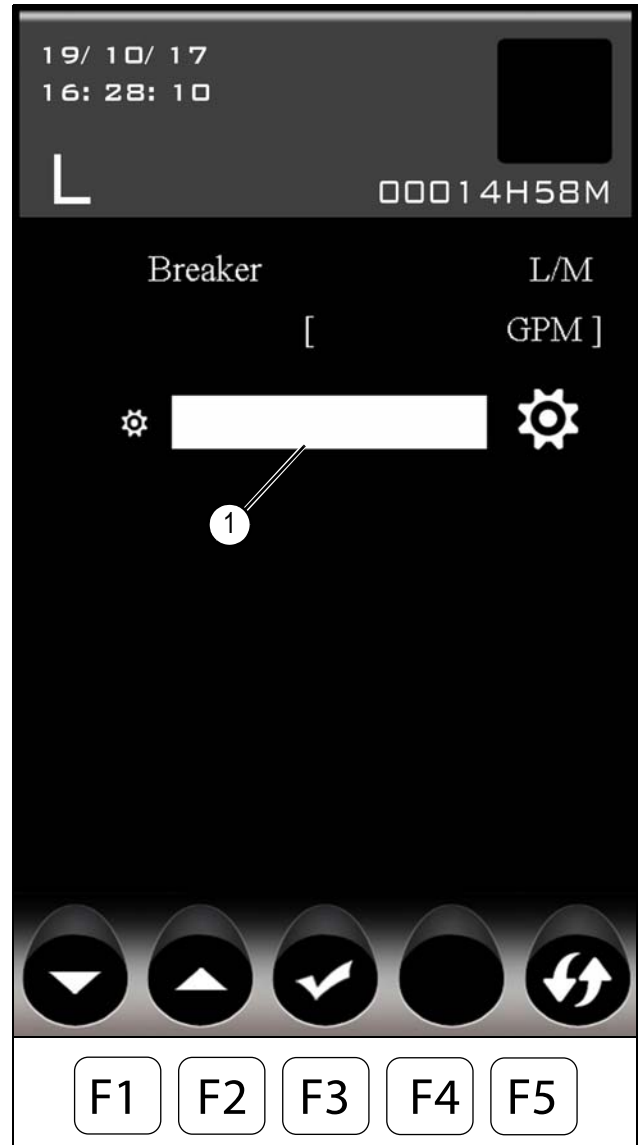 19/ 10/ 17
16: 28: 10
L
00014H58M
Breaker L/M
[ GPM ]
1
F1 F2 F3 F4 F5